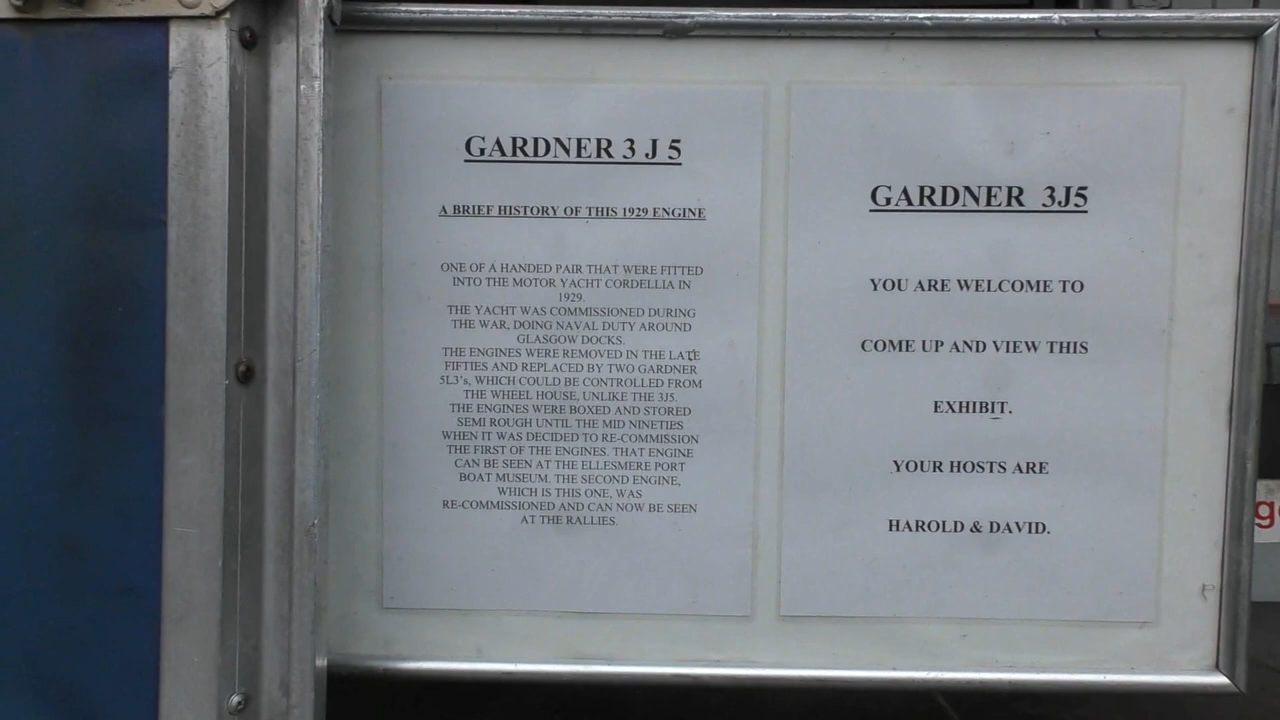 GARDNER 3 J 5
A BRIEF HISTORY OF THIS 1929 ENGINE
ONE OF A HANDED PAIR THAT WERE FITTED
INTO THE MOTOR YACHT CORDELLIA IN
1929.
THE YACHT WAS COMMISSIONED DURING
THE WAR, DOING NAVAL DUTY AROUND
GLASGOW DOCKS.
THE ENGINES WERE REMOVED IN THE LATE
FIFTIES AND REPLACED BY TWO GARDNER
5L3's, WHICH COULD BE CONTROLLED FROM
THE WHEEL HOUSE, UNLIKE THE 3J5.
THE ENGINES WERE BOXED AND STORED
SEMI ROUGH UNTIL THE MID NINETIES
WHEN IT WAS DECIDED TO RE-COMMISSION
THE FIRST OF THE ENGINES. THAT ENGINE
CAN BE SEEN AT THE ELLESMERE PORT
BOAT MUSEUM. THE SECOND ENGINE,
WHICH IS THIS ONE, WAS
RE-COMMISSIONED AND CAN NOW BE SEEN
AT THE RALLIES.
GARDNER 3J5
YOU ARE WELCOME TO
COME UP AND VIEW THIS
EXHIBIT.
YOUR HOSTS ARE
HAROLD & DAVID.